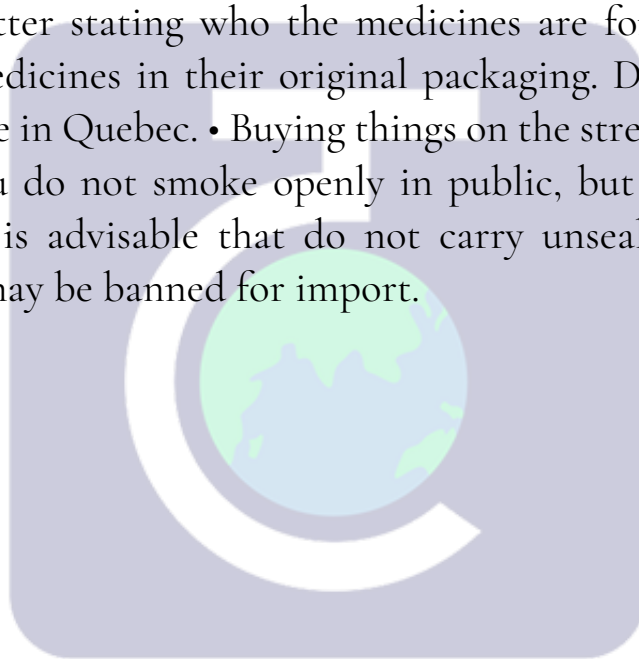 tter stating who the medicines are fo
edicines in their original packaging. D
e in Quebec. • Buying things on the stre
u do not smoke openly in public, but
is advisable that do not carry unseal
nay be banned for import.